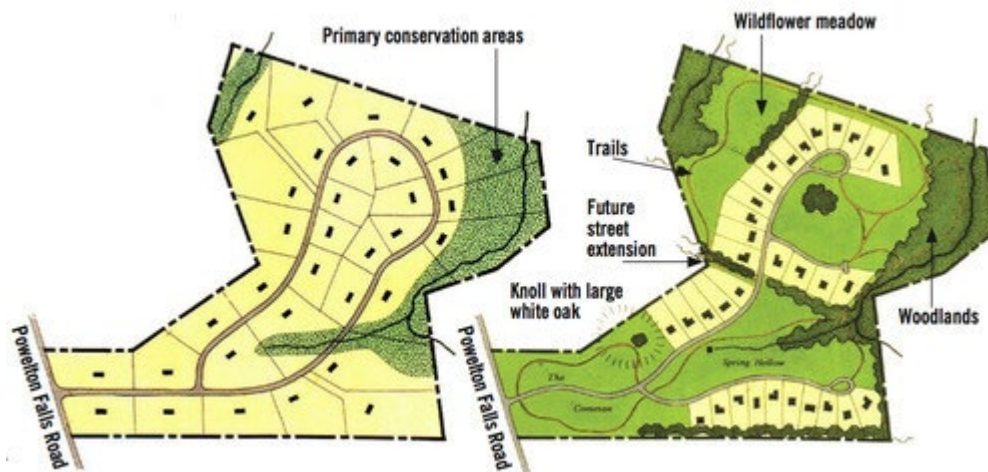 Primary conservation areas
Powelton Falls Road
Wildflower meadow
Trails
Future
street
extension
Knoll with large
white oak
Woodlands
Powelton Falls Road
The
Common
Spring Hollow